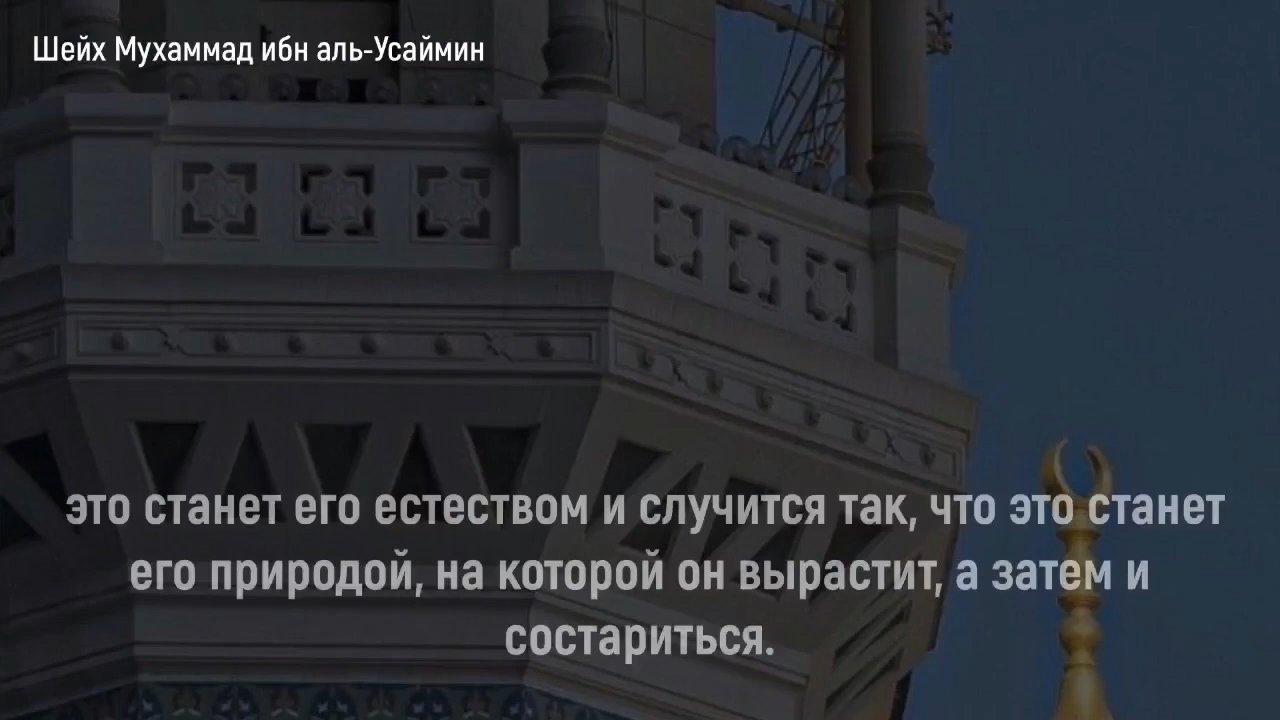 Шейх Мухаммад ибн аль-Усаймин
это станет его естеством и случится так, что это станет
его природой, на которой он вырастит, а затем и
состариться.